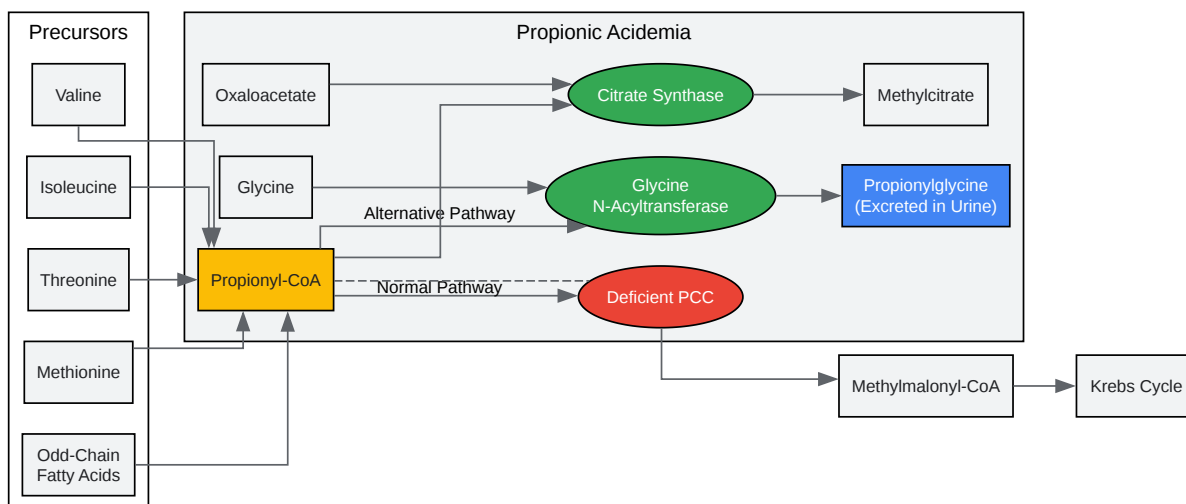 Precursors
Propionic Acidemia
Valine
Oxaloacetate
Citrate Synthase
Methylcitrate
Isoleucine
Glycine
Glycine
N-Acyltransferase
Propionylglycine
(Excreted in Urine)
Alternative Pathway
Threonine
Propionyl-CoA
Normal Pathway
Deficient PCC
Methionine
Methylmalonyl-CoA
Krebs Cycle
Odd-Chain
Fatty Acids